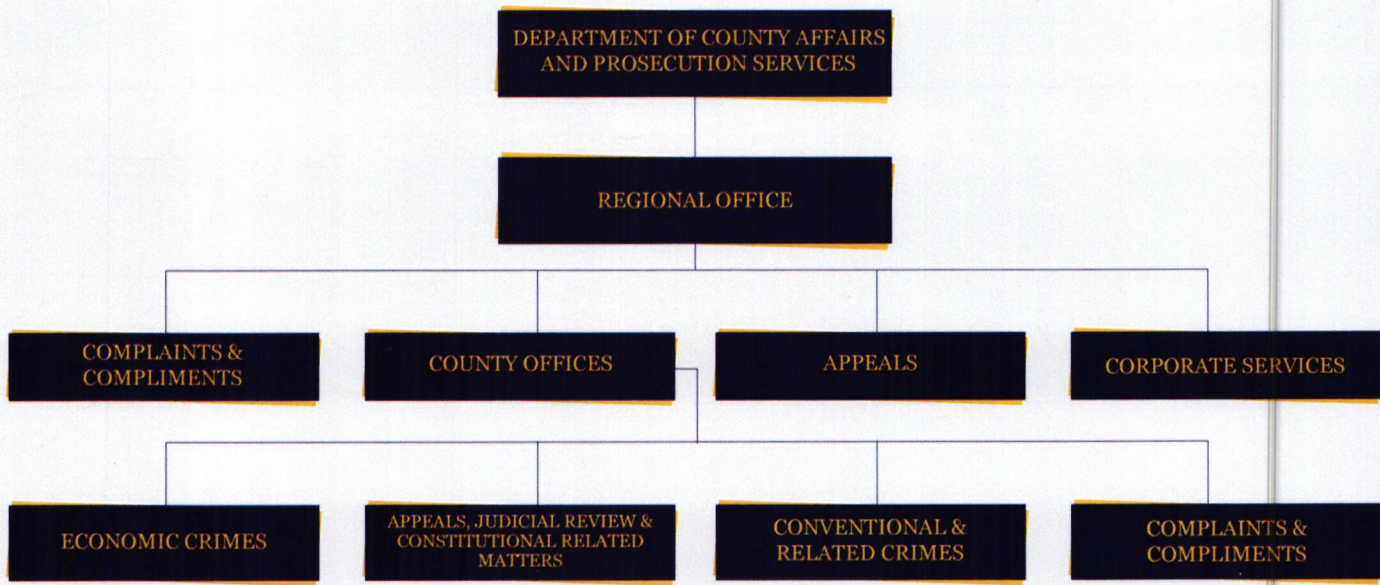 DEPARTMENT OF COUNTY AFFAIRS
AND PROSECUTION SERVICES
REGIONAL OFFICE
COMPLAINTS &
COMPLIMENTS
COUNTY OFFICES
APPEALS
CORPORATE SERVICES
ECONOMIC CRIMES
APPEALS, JUDICIAL REVIEW &
CONSTITUTIONAL RELATED
MATTERS
CONVENTIONAL &
RELATED CRIMES
COMPLAINTS &
COMPLIMENTS